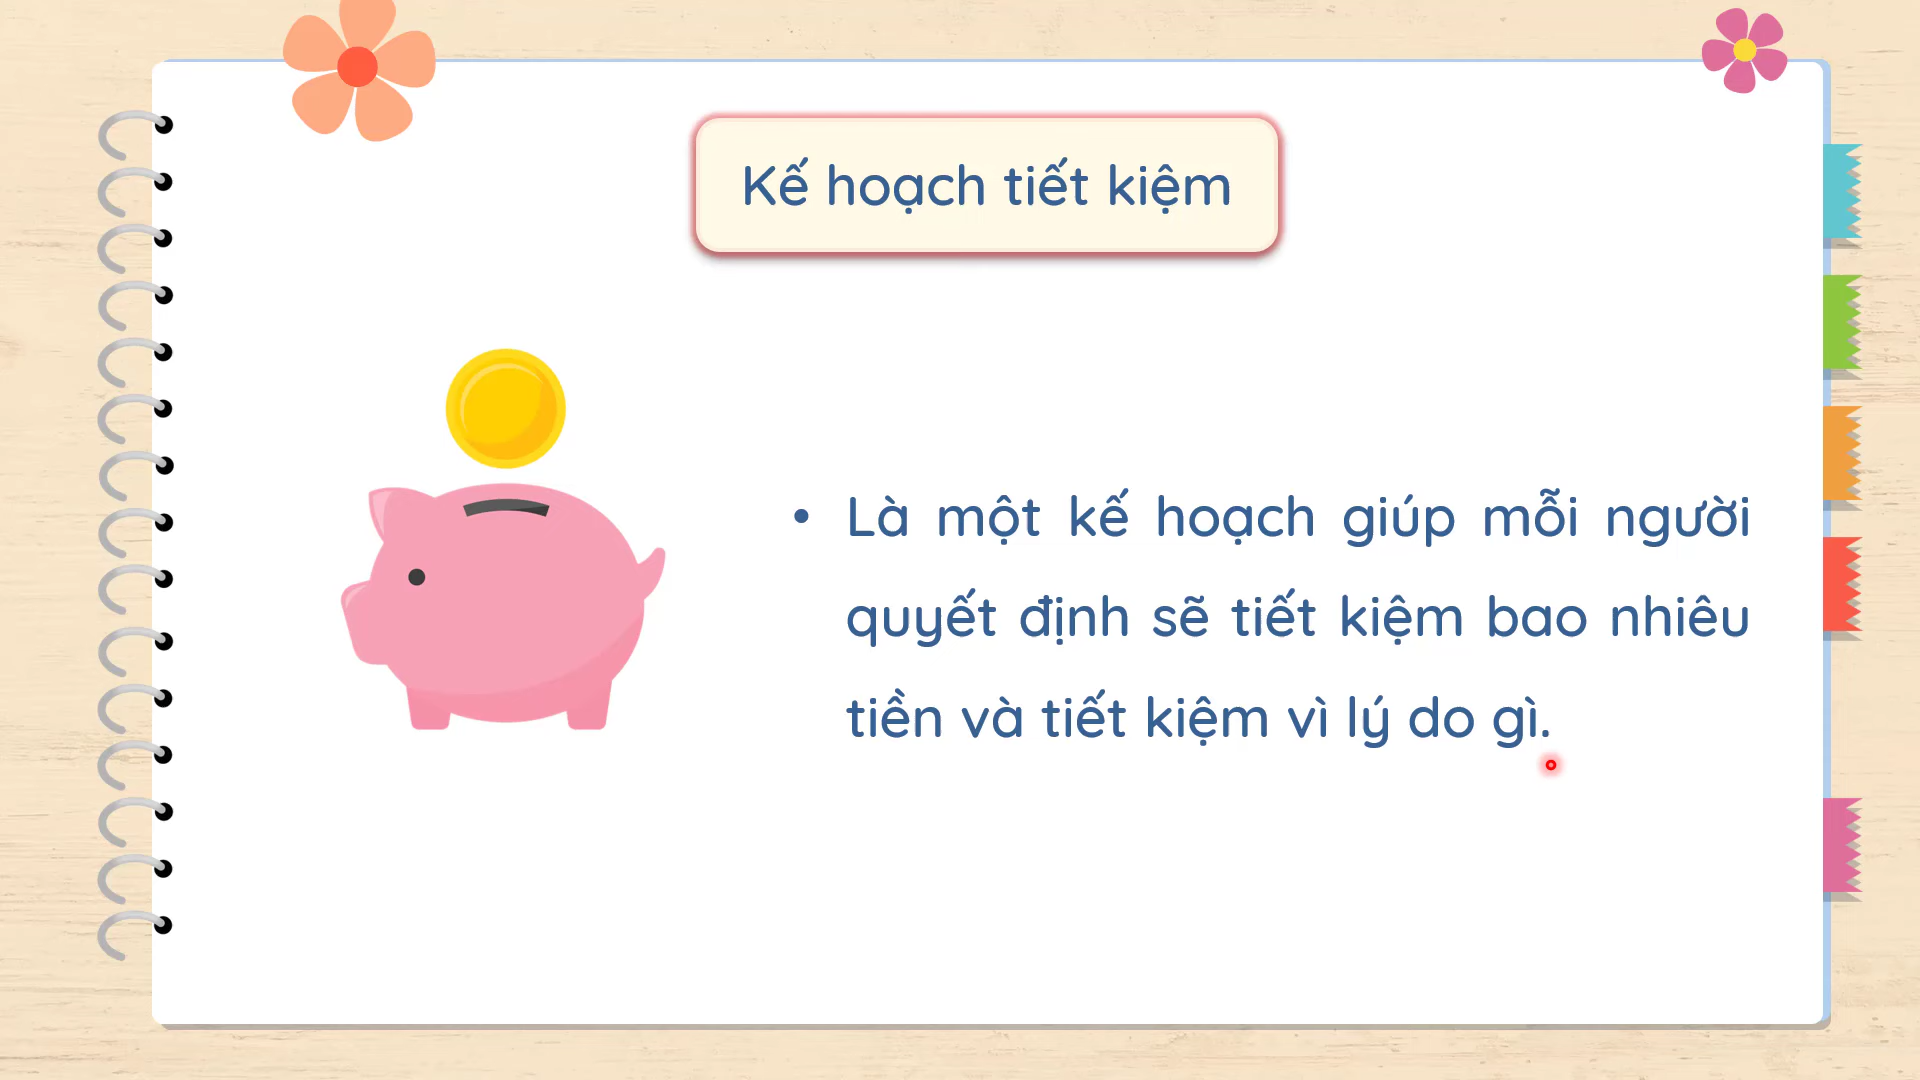 Kế hoạch tiết kiệm
• Là một kế hoạch giúp mỗi người
quyết định sẽ tiết kiệm bao nhiêu
tiền và tiết kiệm vì lý do gì.